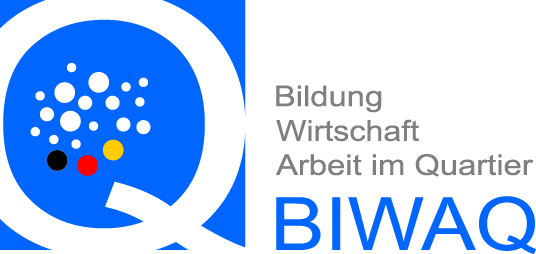 Q
Bildung
Wirtschaft
Arbeit im Quartier
BIWAQ